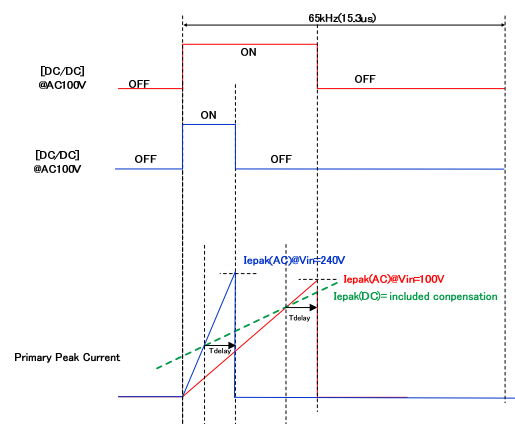 65kHz(15.3us)
ON
[DC/DC]
@AC100V
OFF
OFF
ON
[DC/DC]
@AC100V
OFF
OFF
Iepak(AC)@Vin=240V
Iepak(AC)@Vin=100V
Iepak(DC)= included conpensation
Tdelay
Tdelay
Primary Peak Current